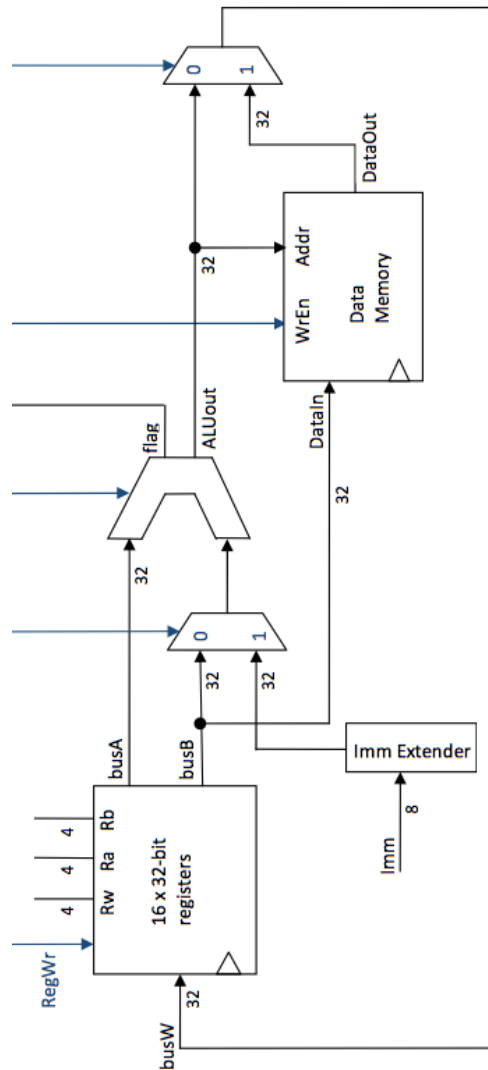 RegWr
4
4
4
Rw
Ra
Rb
16 x 32-bit
registers
busW
32
busA
busB
32
32
32
0
1
Imm
8
Imm Extender
flag
ALUout
32
DataIn
32
WrEn
Addr
Data
Memory
DataOut
32
0
1